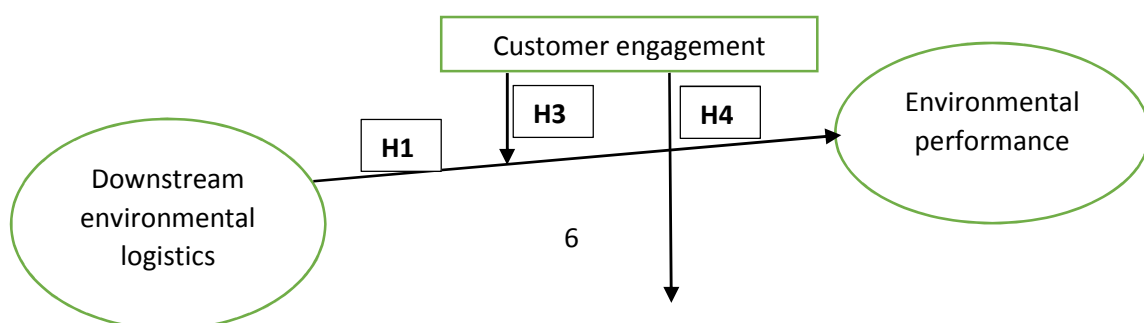 Customer engagement
H3
H4
Environmental
performance
H1
Downstream
environmental
logistics
6